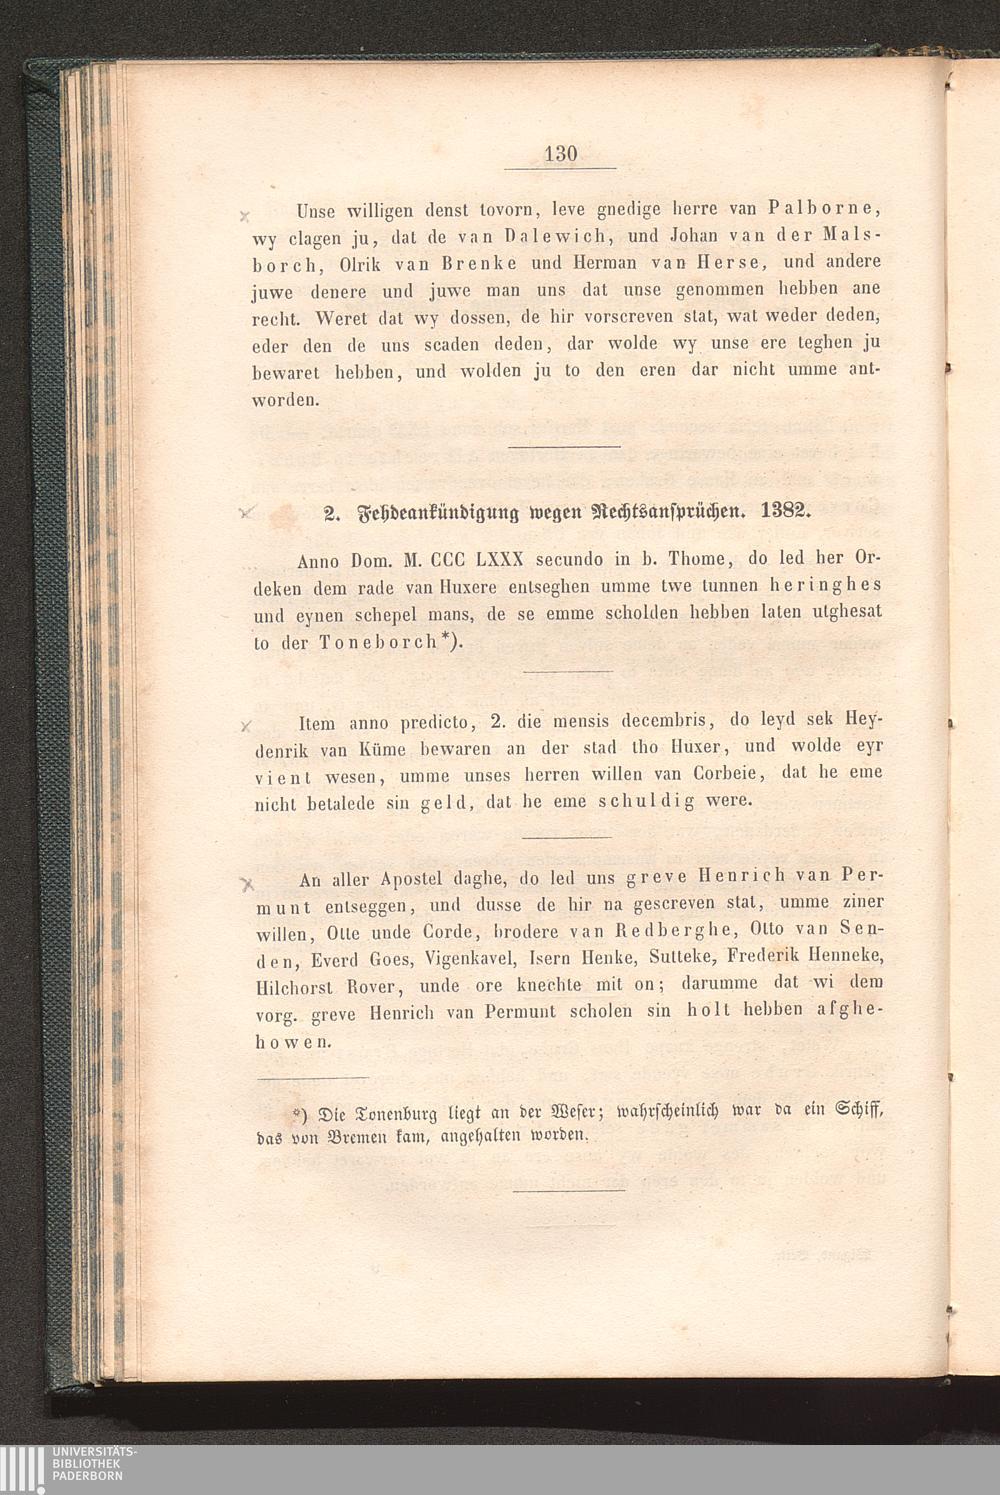 130
Unse willigen denst tovorn, leve gnedige herre van Palborne,
wy clagen ju, dat de van Dalewich, und Johan van der Mals-
borch, Olrik van Brenke und Herman van Herse, und andere
juwe denere und juwe man uns dat unse genommen hebben ane
recht. Weret dat wy dossen, de hir vorscreven stat, wat weder deden,
eder den de uns scaden deden, dar wolde wy unse ere teghen ju
bewaret hebben, und wolden ju to den eren dar nicht umme ant-
worden.
2. Fehdeankündigung wegen Rechtsansprüchen. 1382.
Anno Dom. M. CCC LXXX secundo in b. Thome, do led her Or-
deken dem rade van Huxere entseghen umme twe tunnen heringhes
und eynen schepel mans, de se emme scholden hebben laten utghesat
to der Toneborch*).
Item anno predicto, 2. die mensis decembris, do leyd sek Hey-
denrik van Küme bewaren an der stad tho Huxer, und wolde eyr
vient wesen, umme unses herren willen van Corbeie, dat he eme
nicht betalede sin geld, dat he eme schuldig were.
An aller Apostel daghe, do led uns greve Henrich van Per-
munt entseggen, und dusse de hir na gescreven stat, umme ziner
willen, Otte unde Corde, brodere van Redberghe, Otto van Sen-
den, Everd Goes, Vigenkavel, Isern Henke, Sutteke, Frederik Henneke,
Hilchorst Rover, unde ore knechte mit on; darumme dat wi dem
vorg. greve Henrich van Permunt scholen sin holt hebben afghe-
howen.
*) Die Tonenburg liegt an der Weser; wahrscheinlich war da ein Schiff,
das von Bremen kam, angehalten worden.
UNIVERSITÄTS-
BIBLIOTHEK
PADERBORN